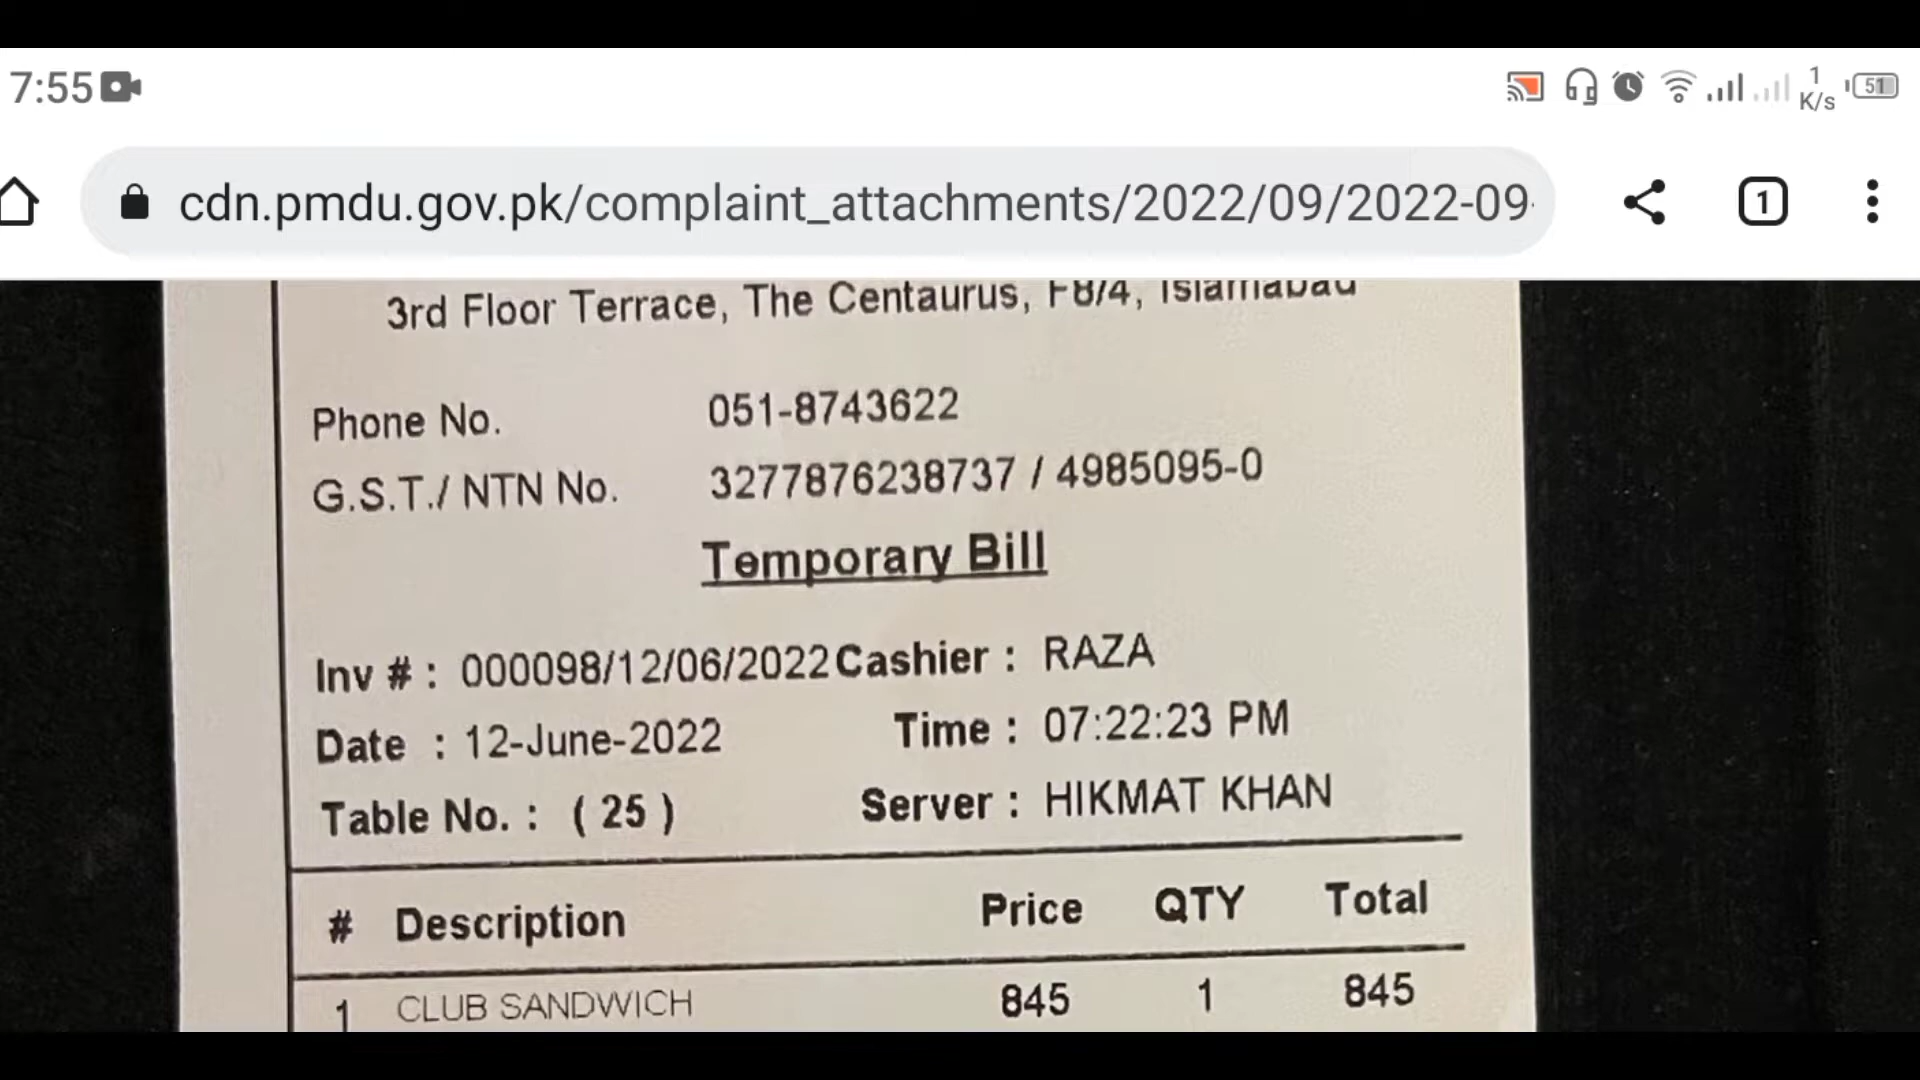 7:55
1
K/s
51
cdn.pmdu.gov.pk/complaint_attachments/2022/09/2022-09-
1
3rd Floor Terrace, The Centaurus, F8/4, Islamabad
Phone No. 051-8743622
G.S.T./ NTN No. 3277876238737 / 4985095-0
Temporary Bill
Inv # : 000098/12/06/2022 Cashier : RAZA
Date : 12-June-2022 Time : 07:22:23 PM
Table No. : ( 25 ) Server : HIKMAT KHAN
# Description Price QTY Total
1 CLUB SANDWICH 845 1 845